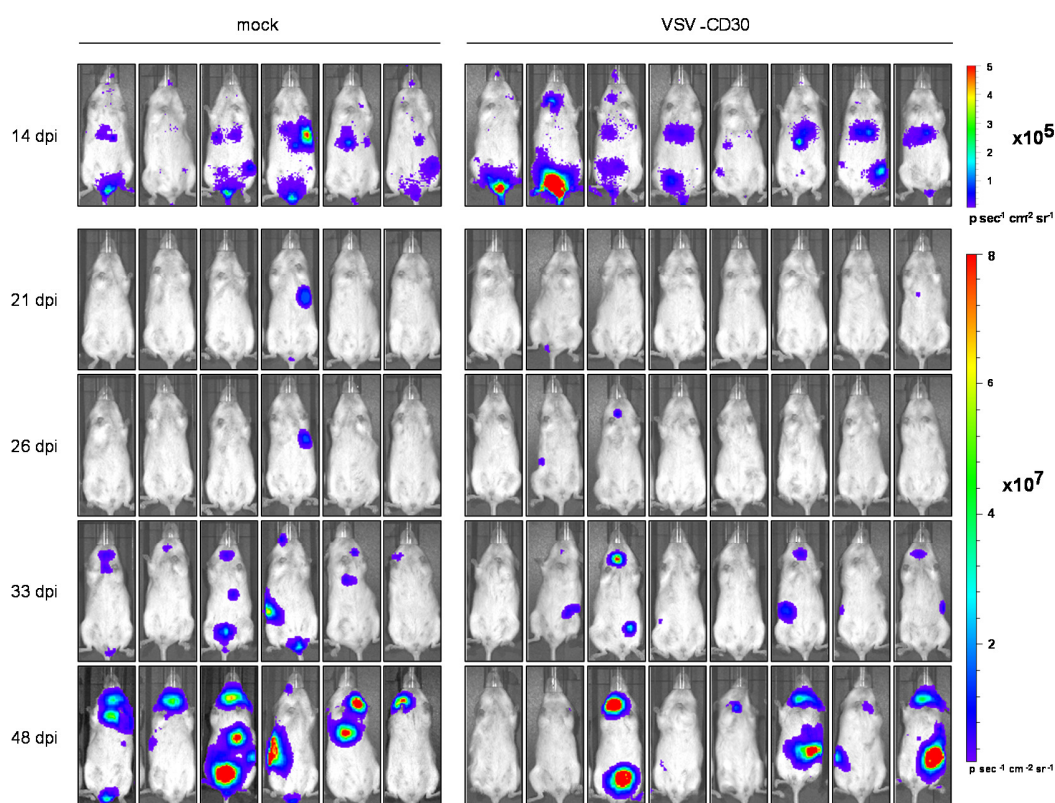 mock
VSV-CD30
14 dpi
5
4
3
2
1
x10⁵
p sec⁻¹ cm² sr⁻¹
21 dpi
8
6
26 dpi
x10⁷
4
33 dpi
2
48 dpi
p sec⁻¹ cm⁻² sr⁻¹